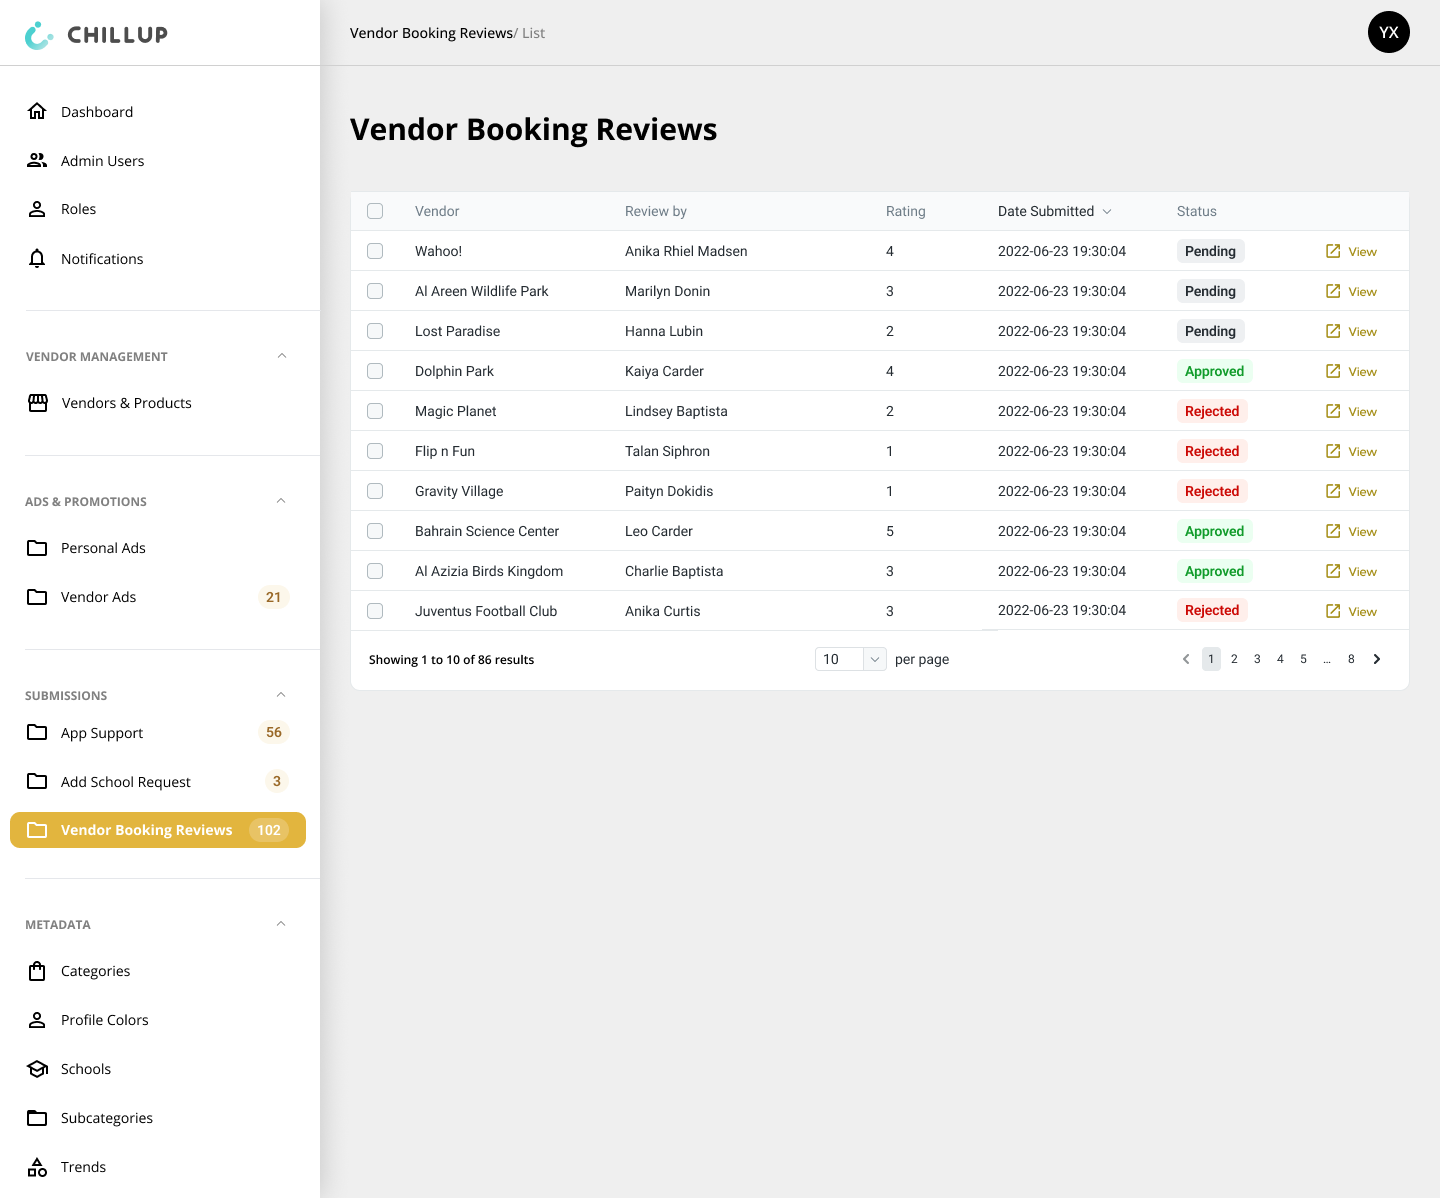 CHILLUP
Vendor Booking Reviews/ List
YX
Dashboard
Admin Users
Roles
Notifications
VENDOR MANAGEMENT
Vendors & Products
ADS & PROMOTIONS
Personal Ads
Vendor Ads 21
SUBMISSIONS
App Support 56
Add School Request 3
Vendor Booking Reviews 102
METADATA
Categories
Profile Colors
Schools
Subcategories
Trends
Vendor Booking Reviews
Vendor Review by Rating Date Submitted Status
Wahoo! Anika Rhiel Madsen 4 2022-06-23 19:30:04 Pending View
Al Areen Wildlife Park Marilyn Donin 3 2022-06-23 19:30:04 Pending View
Lost Paradise Hanna Lubin 2 2022-06-23 19:30:04 Pending View
Dolphin Park Kaiya Carder 4 2022-06-23 19:30:04 Approved View
Magic Planet Lindsey Baptista 2 2022-06-23 19:30:04 Rejected View
Flip n Fun Talan Siphron 1 2022-06-23 19:30:04 Rejected View
Gravity Village Paityn Dokidis 1 2022-06-23 19:30:04 Rejected View
Bahrain Science Center Leo Carder 5 2022-06-23 19:30:04 Approved View
Al Azizia Birds Kingdom Charlie Baptista 3 2022-06-23 19:30:04 Approved View
Juventus Football Club Anika Curtis 3 2022-06-23 19:30:04 Rejected View
Showing 1 to 10 of 86 results 10 per page 1 2 3 4 5 ... 8